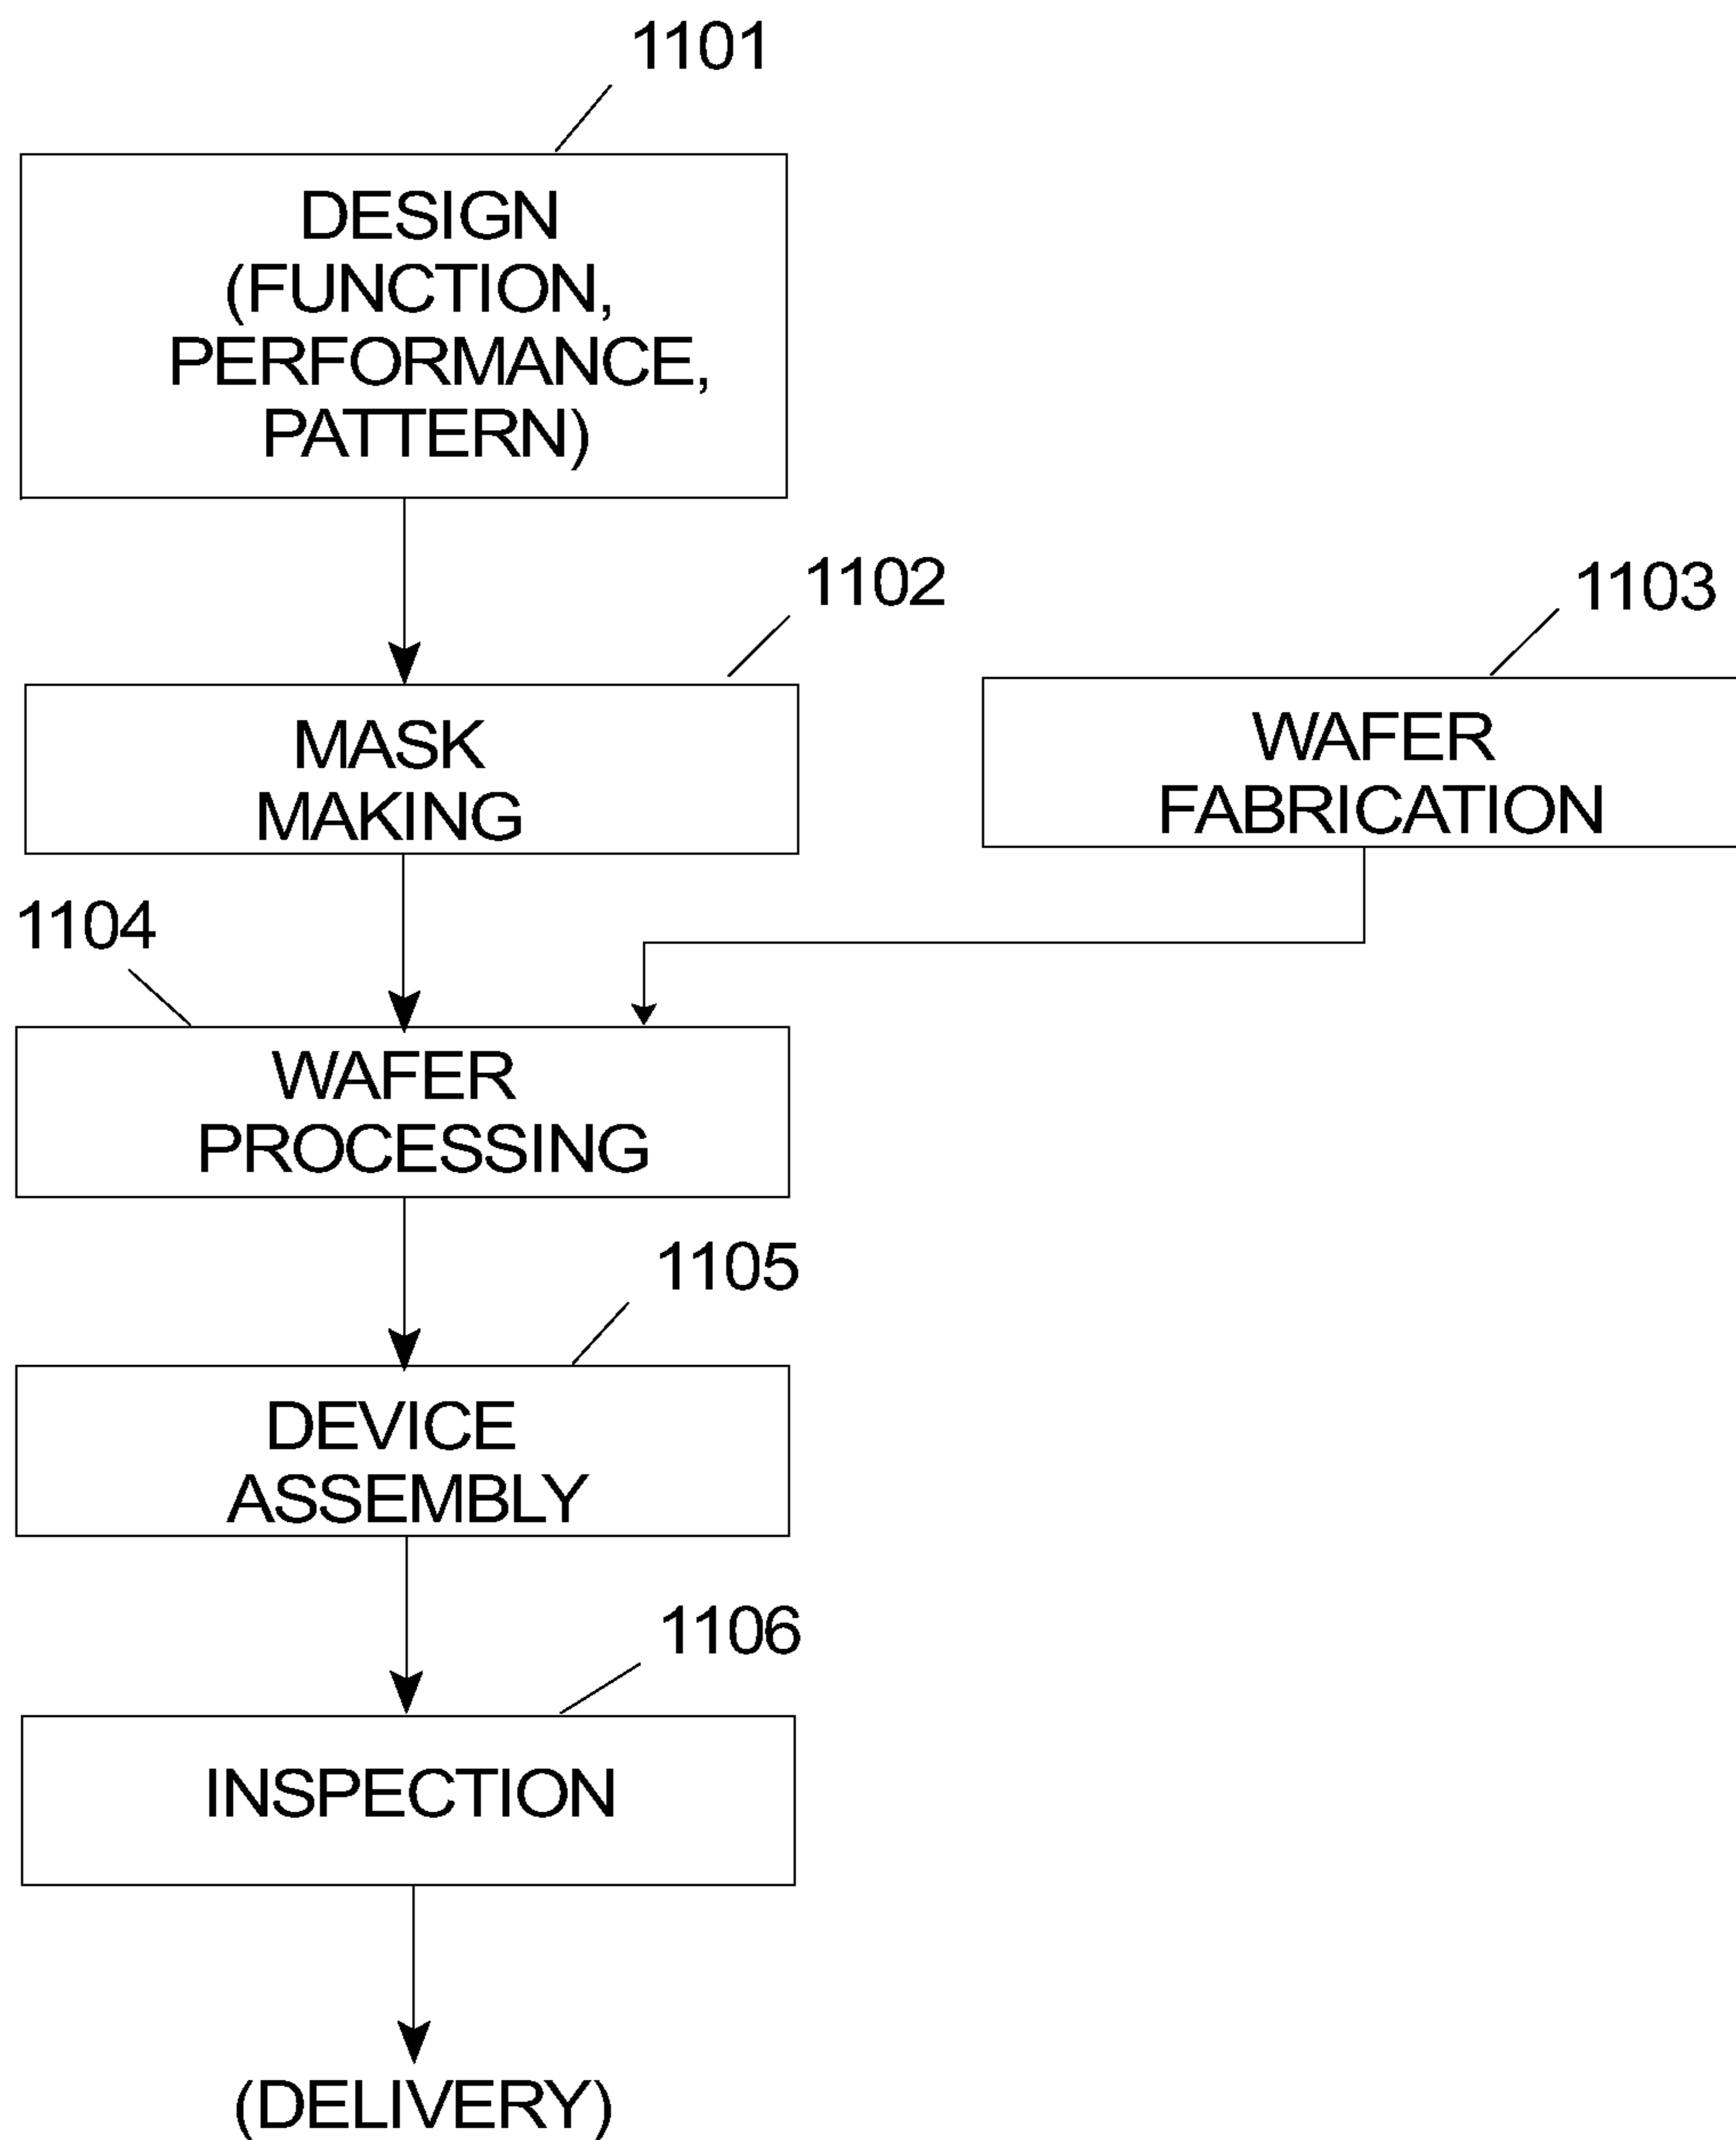 1101
DESIGN
(FUNCTION,
PERFORMANCE,
PATTERN)
1102
MASK
MAKING
1103
WAFER
FABRICATION
1104
WAFER
PROCESSING
1105
DEVICE
ASSEMBLY
1106
INSPECTION
(DELIVERY)